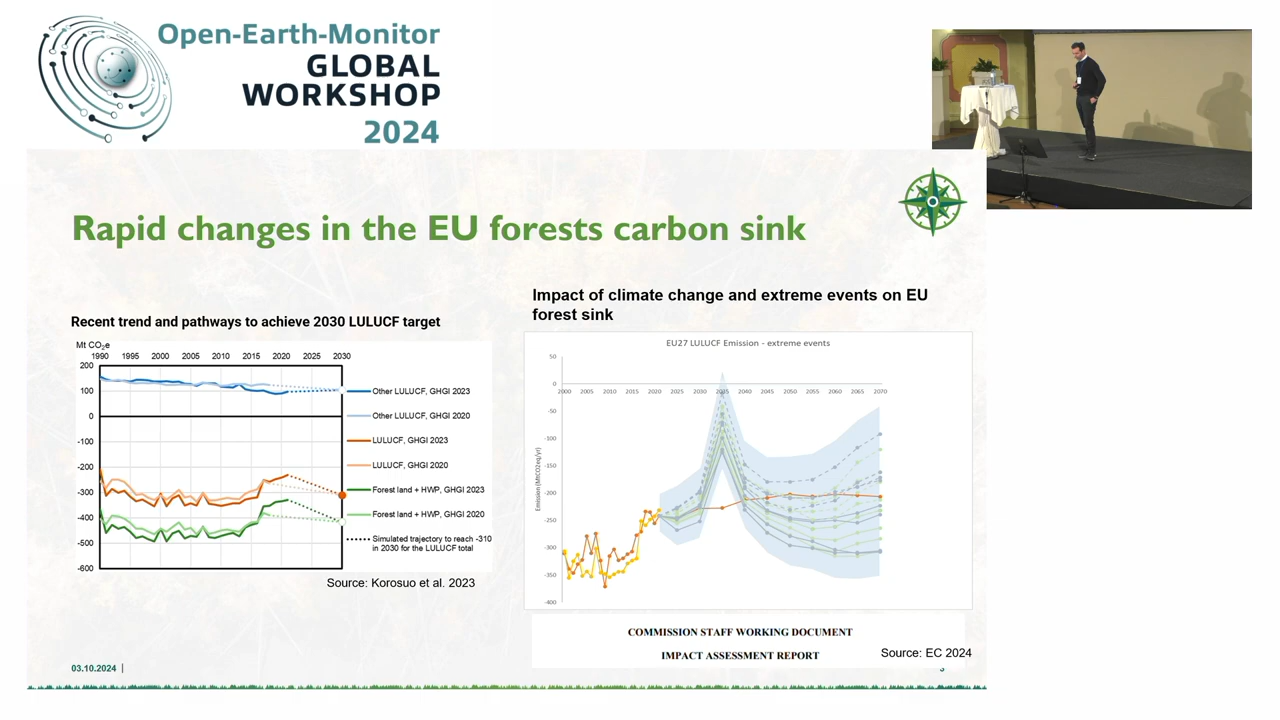 Open-Earth-Monitor
GLOBAL
WORKSHOP
2024
Rapid changes in the EU forests carbon sink
Recent trend and pathways to achieve 2030 LULUCF target
Mt CO2e
1990 1995 2000 2005 2010 2015 2020 2025 2030
200
100
0
-100
-200
-300
-400
-500
-600
Other LULUCF, GHGI 2023
Other LULUCF, GHGI 2020
LULUCF, GHGI 2023
LULUCF, GHGI 2020
Forest land + HWP, GHGI 2023
Forest land + HWP, GHGI 2020
Simulated trajectory to reach -310
in 2030 for the LULUCF total
Source: Korosuo et al. 2023
Impact of climate change and extreme events on EU
forest sink
EU27 LULUCF Emission - extreme events
Emission (MtCO2eq/yr)
50
0
-50
-100
-150
-200
-250
-300
-350
-400
2000 2005 2010 2015 2020 2025 2030 2035 2040 2045 2050 2055 2060 2065 2070
COMMISSION STAFF WORKING DOCUMENT
IMPACT ASSESSMENT REPORT
Source: EC 2024
03.10.2024 |